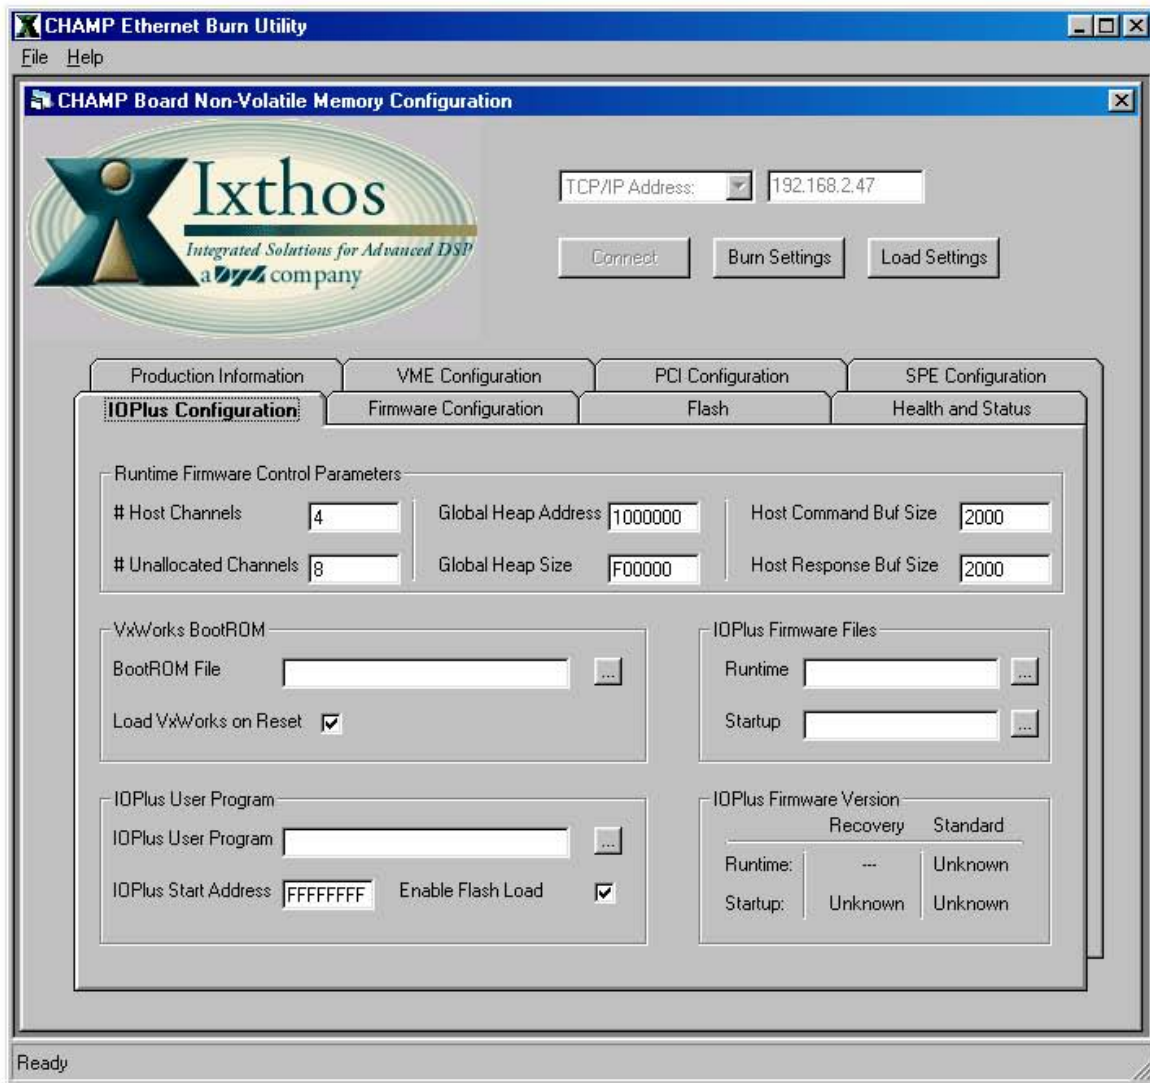 CHAMP Ethernet Burn Utility
File Help
CHAMP Board Non-Volatile Memory Configuration
Ixthos
Integrated Solutions for Advanced DSP
a Dy4 company
TCP/IP Address: 192.168.2.47
Connect Burn Settings Load Settings
Production Information VME Configuration PCI Configuration SPE Configuration
IOPlus Configuration Firmware Configuration Flash Health and Status
Runtime Firmware Control Parameters
# Host Channels 4 Global Heap Address 1000000 Host Command Buf Size 2000
# Unallocated Channels 8 Global Heap Size F00000 Host Response Buf Size 2000
VxWorks BootROM
BootROM File ...
Load VxWorks on Reset
IOPlus Firmware Files
Runtime ...
Startup ...
IOPlus User Program
IOPlus User Program ...
IOPlus Start Address FFFFFFFF Enable Flash Load
IOPlus Firmware Version
Recovery Standard
Runtime: --- Unknown
Startup: Unknown Unknown
Ready